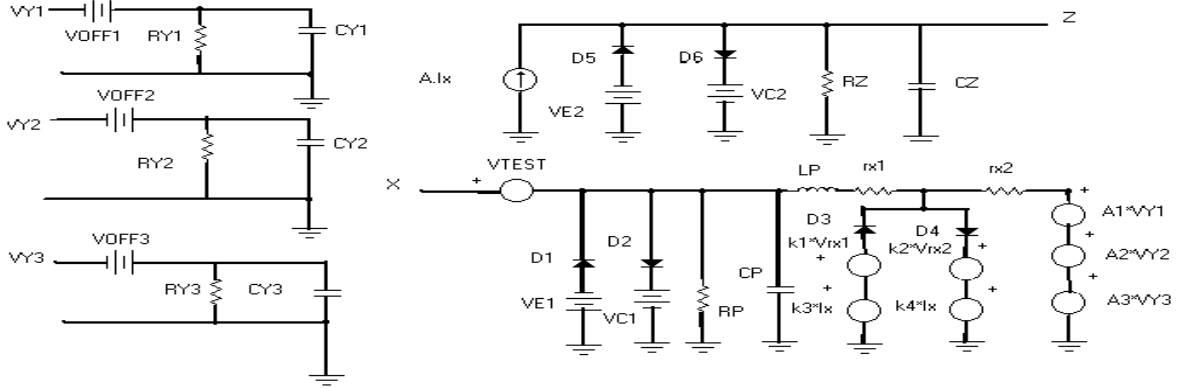 VY1
VOFF1
RY1
CY1
VOFF2
VY2
RY2
CY2
VOFF3
VY3
RY3
CY3
Z
A.Ix
D5
D6
VE2
VC2
RZ
CZ
X
+
VTEST
LP
rx1
rx2
+
D1
D2
VE1
VC1
RP
CP
D3
D4
k1*Vrx1
k2*Vrx2
+
+
k3*Ix
k4*Ix
+
+
A1*VY1
+
A2*VY2
+
A3*VY3